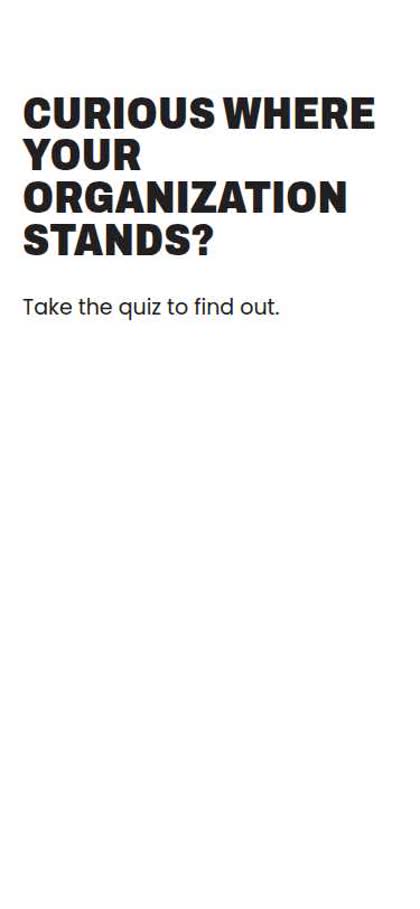 CURIOUS WHERE
YOUR
ORGANIZATION
STANDS?
Take the quiz to find out.